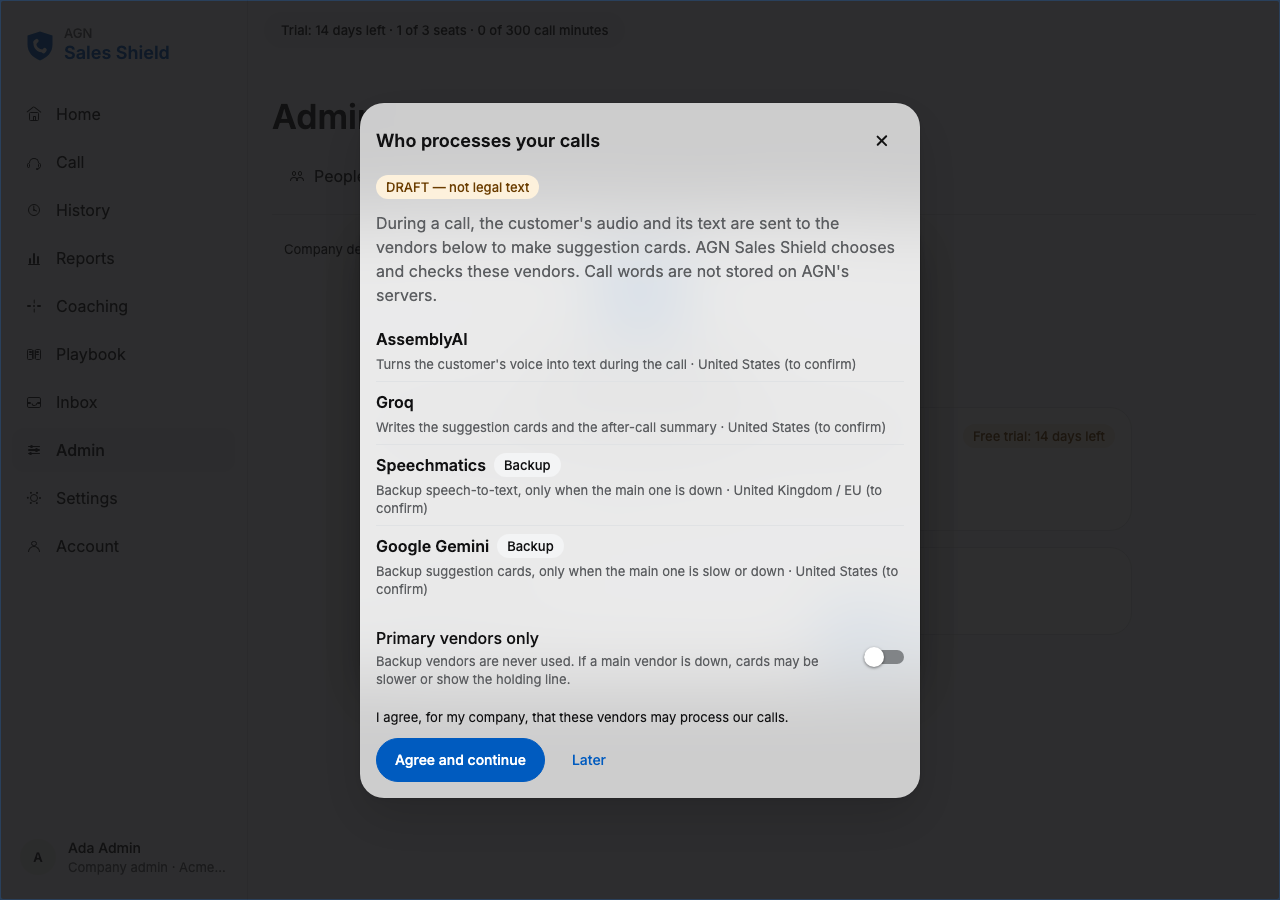 AGN
Sales Shield
Trial: 14 days left · 1 of 3 seats · 0 of 300 call minutes
Home
Call
History
Reports
Coaching
Playbook
Inbox
Admin
Settings
Account
Ada Admin
Company admin · Acme...
A
Admin
People
Company de
Free trial: 14 days left
Who processes your calls
DRAFT — not legal text
During a call, the customer's audio and its text are sent to the
vendors below to make suggestion cards. AGN Sales Shield chooses
and checks these vendors. Call words are not stored on AGN's
servers.
AssemblyAI
Turns the customer's voice into text during the call · United States (to confirm)
Groq
Writes the suggestion cards and the after-call summary · United States (to confirm)
Speechmatics Backup
Backup speech-to-text, only when the main one is down · United Kingdom / EU (to
confirm)
Google Gemini Backup
Backup suggestion cards, only when the main one is slow or down · United States (to
confirm)
Primary vendors only
Backup vendors are never used. If a main vendor is down, cards may be
slower or show the holding line.
I agree, for my company, that these vendors may process our calls.
Agree and continue
Later